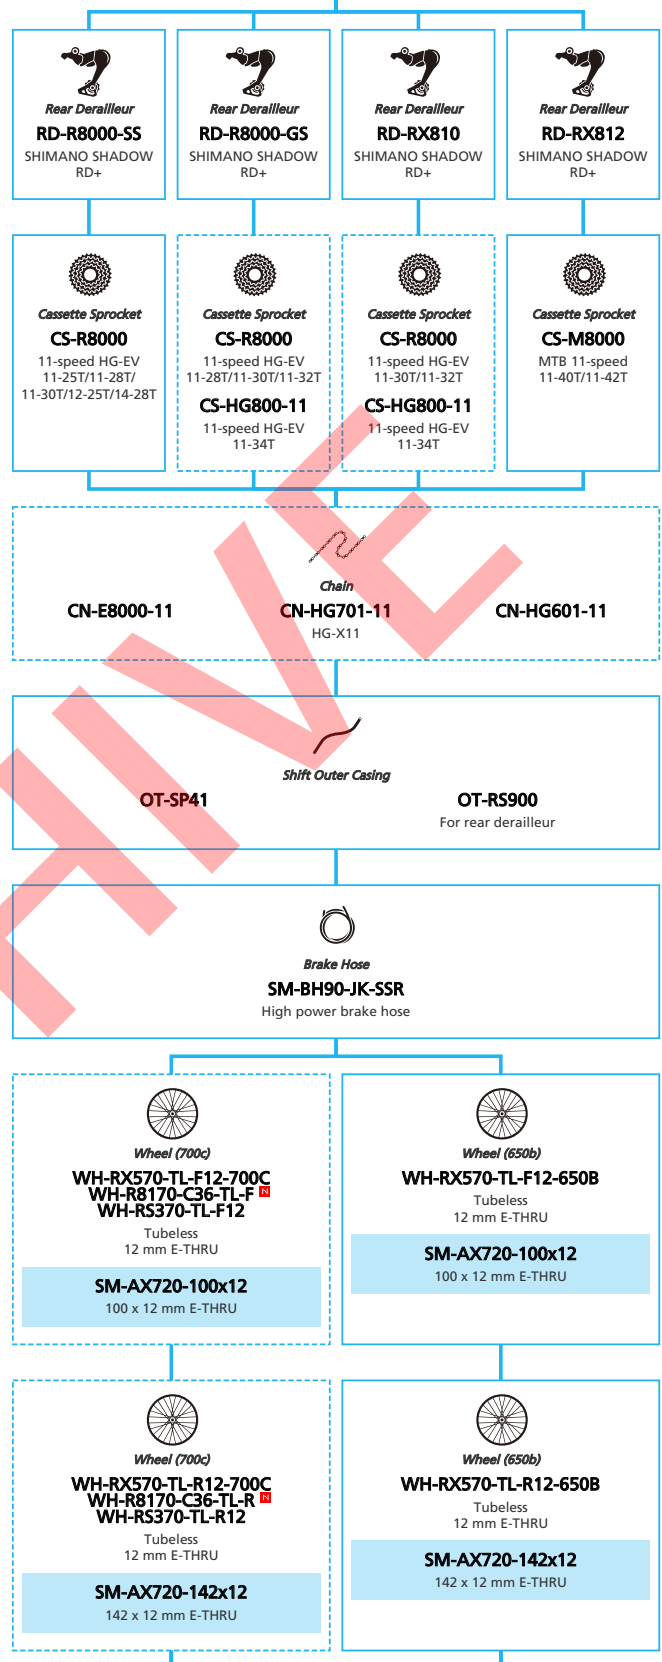 Rear Derailleur
RD-R8000-SS
SHIMANO SHADOW
RD+
Rear Derailleur
RD-R8000-GS
SHIMANO SHADOW
RD+
Rear Derailleur
RD-RX810
SHIMANO SHADOW
RD+
Rear Derailleur
RD-RX812
SHIMANO SHADOW
RD+
Cassette Sprocket
CS-R8000
11-speed HG-EV
11-25T/11-28T/
11-30T/12-25T/14-28T
Cassette Sprocket
CS-R8000
11-speed HG-EV
11-28T/11-30T/11-32T
CS-HG800-11
11-speed HG-EV
11-34T
Cassette Sprocket
CS-R8000
11-speed HG-EV
11-30T/11-32T
CS-HG800-11
11-speed HG-EV
11-34T
Cassette Sprocket
CS-M8000
MTB 11-speed
11-40T/11-42T
Chain
CN-E8000-11
CN-HG701-11
HG-X11
CN-HG601-11
Shift Outer Casing
OT-SP41
OT-RS900
For rear derailleur
Brake Hose
SM-BH90-JK-SSR
High power brake hose
Wheel (700c)
WH-RX570-TL-F12-700C
WH-R8170-C36-TL-F N
WH-RS370-TL-F12
Tubeless
12 mm E-THRU
SM-AX720-100x12
100 x 12 mm E-THRU
Wheel (650b)
WH-RX570-TL-F12-650B
Tubeless
12 mm E-THRU
SM-AX720-100x12
100 x 12 mm E-THRU
Wheel (700c)
WH-RX570-TL-R12-700C
WH-R8170-C36-TL-R N
WH-RS370-TL-R12
Tubeless
12 mm E-THRU
SM-AX720-142x12
142 x 12 mm E-THRU
Wheel (650b)
WH-RX570-TL-R12-650B
Tubeless
12 mm E-THRU
SM-AX720-142x12
142 x 12 mm E-THRU
HIVE